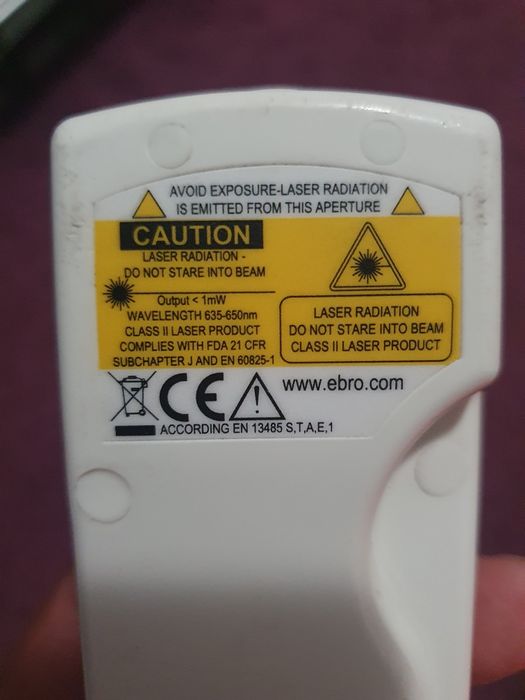 AVOID EXPOSURE-LASER RADIATION
IS EMITTED FROM THIS APERTURE
CAUTION
LASER RADIATION -
DO NOT STARE INTO BEAM
Output < 1mW
WAVELENGTH 635-650nm
CLASS II LASER PRODUCT
COMPLIES WITH FDA 21 CFR
SUBCHAPTER J AND EN 60825-1
LASER RADIATION
DO NOT STARE INTO BEAM
CLASS II LASER PRODUCT
CE
www.ebro.com
ACCORDING EN 13485 S,T,A,E,1